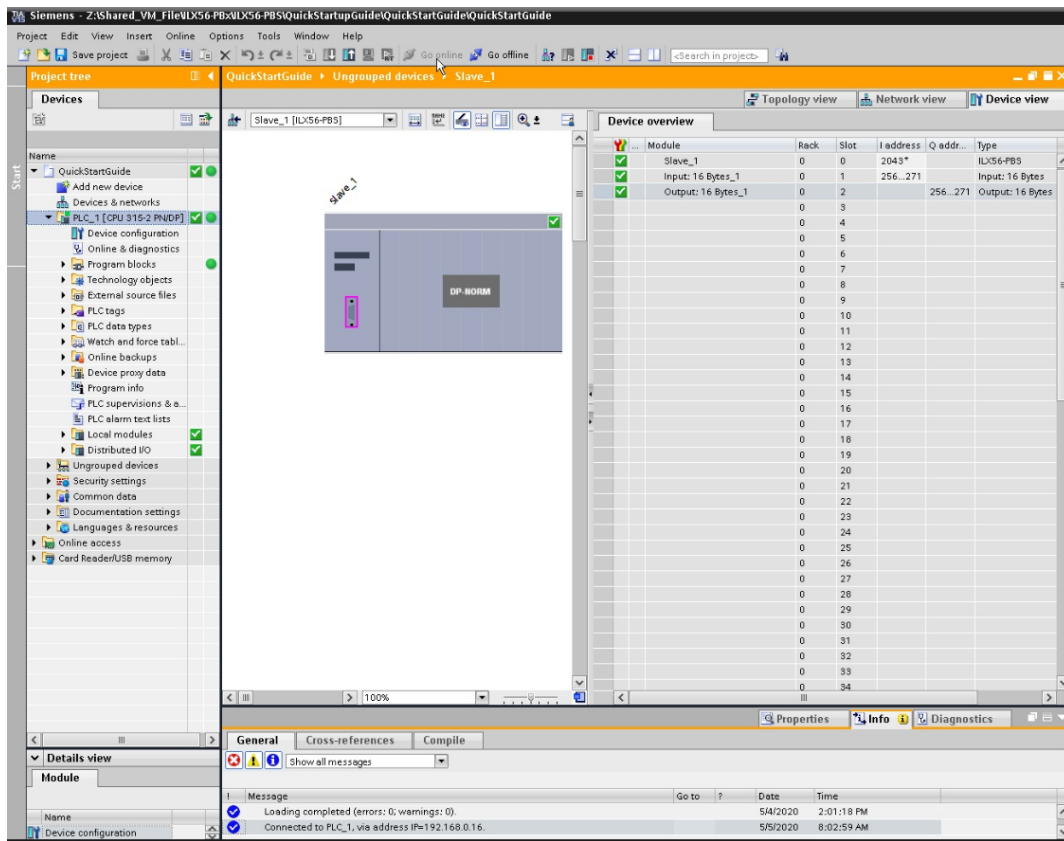 Siemens - Z:\Shared_VM_File\ILX56-PBx\ILX56-PBS\QuickStartupGuide\QuickStartGuide\QuickStartGuide
Project Edit View Insert Online Options Tools Window Help
Save project Go online Go offline <Search in project>
Project tree
QuickStartGuide Ungrouped devices Slave_1
Devices
Topology view Network view Device view
Start
Slave_1 [ILX56-PBS]
Device overview
Name
QuickStartGuide
Add new device
Devices & networks
PLC_1 [CPU 315-2 PN/DP]
Device configuration
Online & diagnostics
Program blocks
Technology objects
External source files
PLC tags
PLC data types
Watch and force tabl...
Online backups
Device proxy data
Program info
PLC supervisions & a...
PLC alarm text lists
Local modules
Distributed I/O
Ungrouped devices
Security settings
Common data
Documentation settings
Languages & resources
Online access
Card Reader/USB memory
Slave_1
DP-NORM
100%
... Module Rack Slot I address Q addr... Type
Slave_1 0 0 2043* ILX56-PBS
Input: 16 Bytes_1 0 1 256...271 Input: 16 Bytes
Output: 16 Bytes_1 0 2 256...271 Output: 16 Bytes
0 3
0 4
0 5
0 6
0 7
0 8
0 9
0 10
0 11
0 12
0 13
0 14
0 15
0 16
0 17
0 18
0 19
0 20
0 21
0 22
0 23
0 24
0 25
0 26
0 27
0 28
0 29
0 30
0 31
0 32
0 33
0 34
Properties Info Diagnostics
General Cross-references Compile
Show all messages
! Message Go to ? Date Time
Loading completed (errors: 0; warnings: 0). 5/4/2020 2:01:18 PM
Connected to PLC_1, via address IP=192.168.0.16. 5/5/2020 8:02:59 AM
Details view
Module
Name
Device configuration